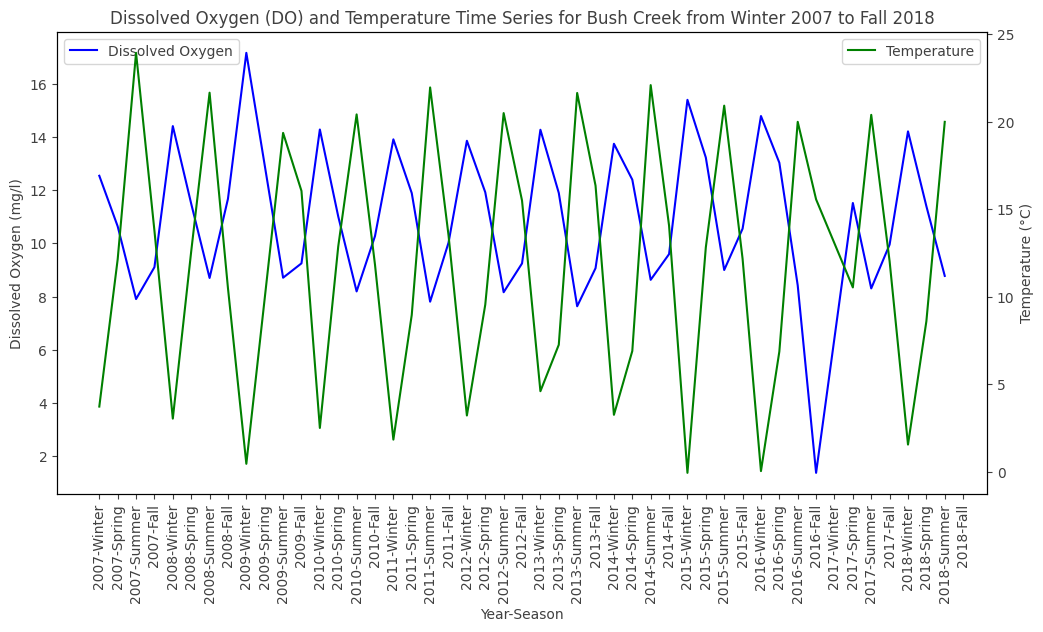 Dissolved Oxygen (DO) and Temperature Time Series for Bush Creek from Winter 2007 to Fall 2018
Dissolved Oxygen
Temperature
Dissolved Oxygen (mg/l)
16
14
12
10
8
6
4
2
25
20
15
10
5
0
Temperature (°C)
2007-Winter
2007-Spring
2007-Summer
2007-Fall
2008-Winter
2008-Spring
2008-Summer
2008-Fall
2009-Winter
2009-Spring
2009-Summer
2009-Fall
2010-Winter
2010-Spring
2010-Summer
2010-Fall
2011-Winter
2011-Spring
2011-Summer
2011-Fall
2012-Winter
2012-Spring
2012-Summer
2012-Fall
2013-Winter
2013-Spring
2013-Summer
2013-Fall
2014-Winter
2014-Spring
2014-Summer
2014-Fall
2015-Winter
2015-Spring
2015-Summer
2015-Fall
2016-Winter
2016-Spring
2016-Summer
2016-Fall
2017-Winter
2017-Spring
2017-Summer
2017-Fall
2018-Winter
2018-Spring
2018-Summer
2018-Fall
Year-Season